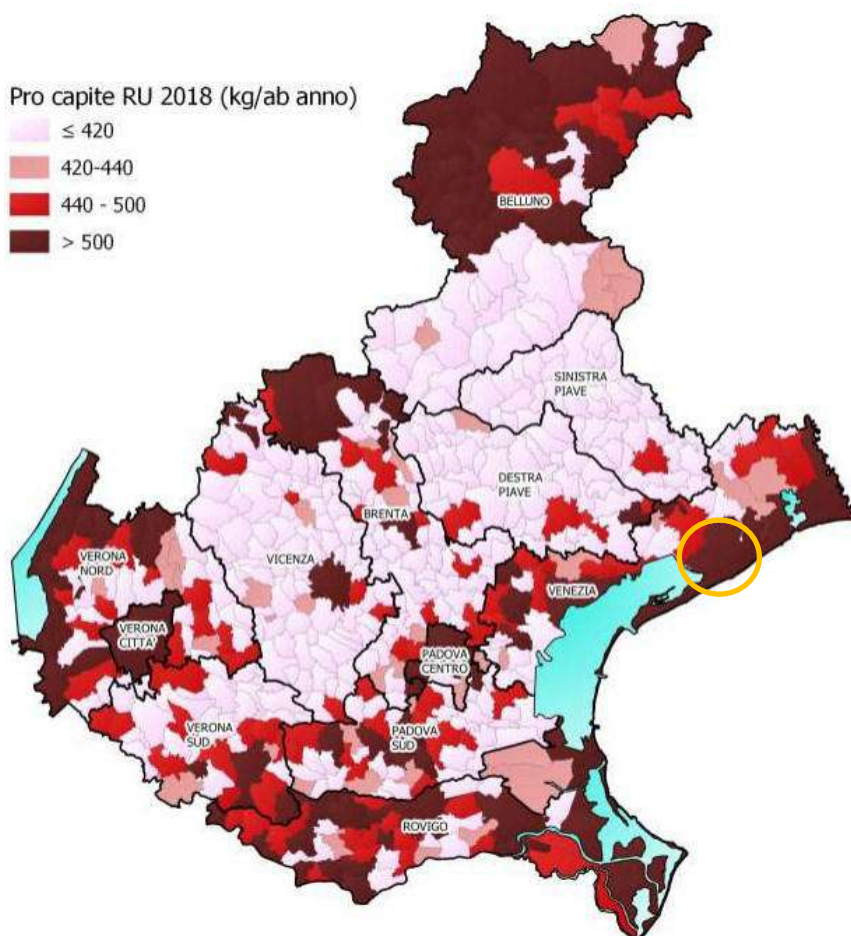 Pro capite RU 2018 (kg/ab anno)
≤ 420
420-440
440 - 500
> 500
BELLUNO
SINISTRA
PIAVE
DESTRA
PIAVE
BRENTA
VICENZA
VERONA
NORD
VENEZIA
VERONA
CITTA'
PADOVA
CENTRO
VERONA
SUD
PADOVA
SUD
ROVIGO